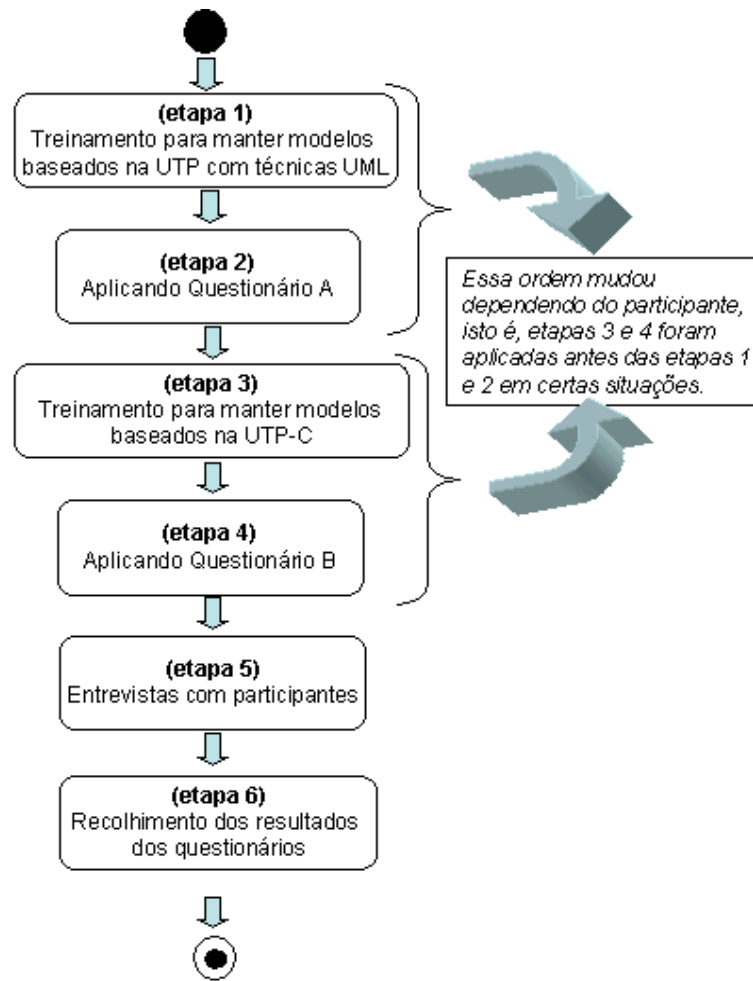 (etapa 1)
Treinamento para manter modelos
baseados na UTP com técnicas UML
(etapa 2)
Aplicando Questionário A
(etapa 3)
Treinamento para manter modelos
baseados na UTP-C
(etapa 4)
Aplicando Questionário B
(etapa 5)
Entrevistas com participantes
(etapa 6)
Recolhimento dos resultados
dos questionários
Essa ordem mudou
dependendo do participante,
isto é, etapas 3 e 4 foram
aplicadas antes das etapas 1
e 2 em certas situações.